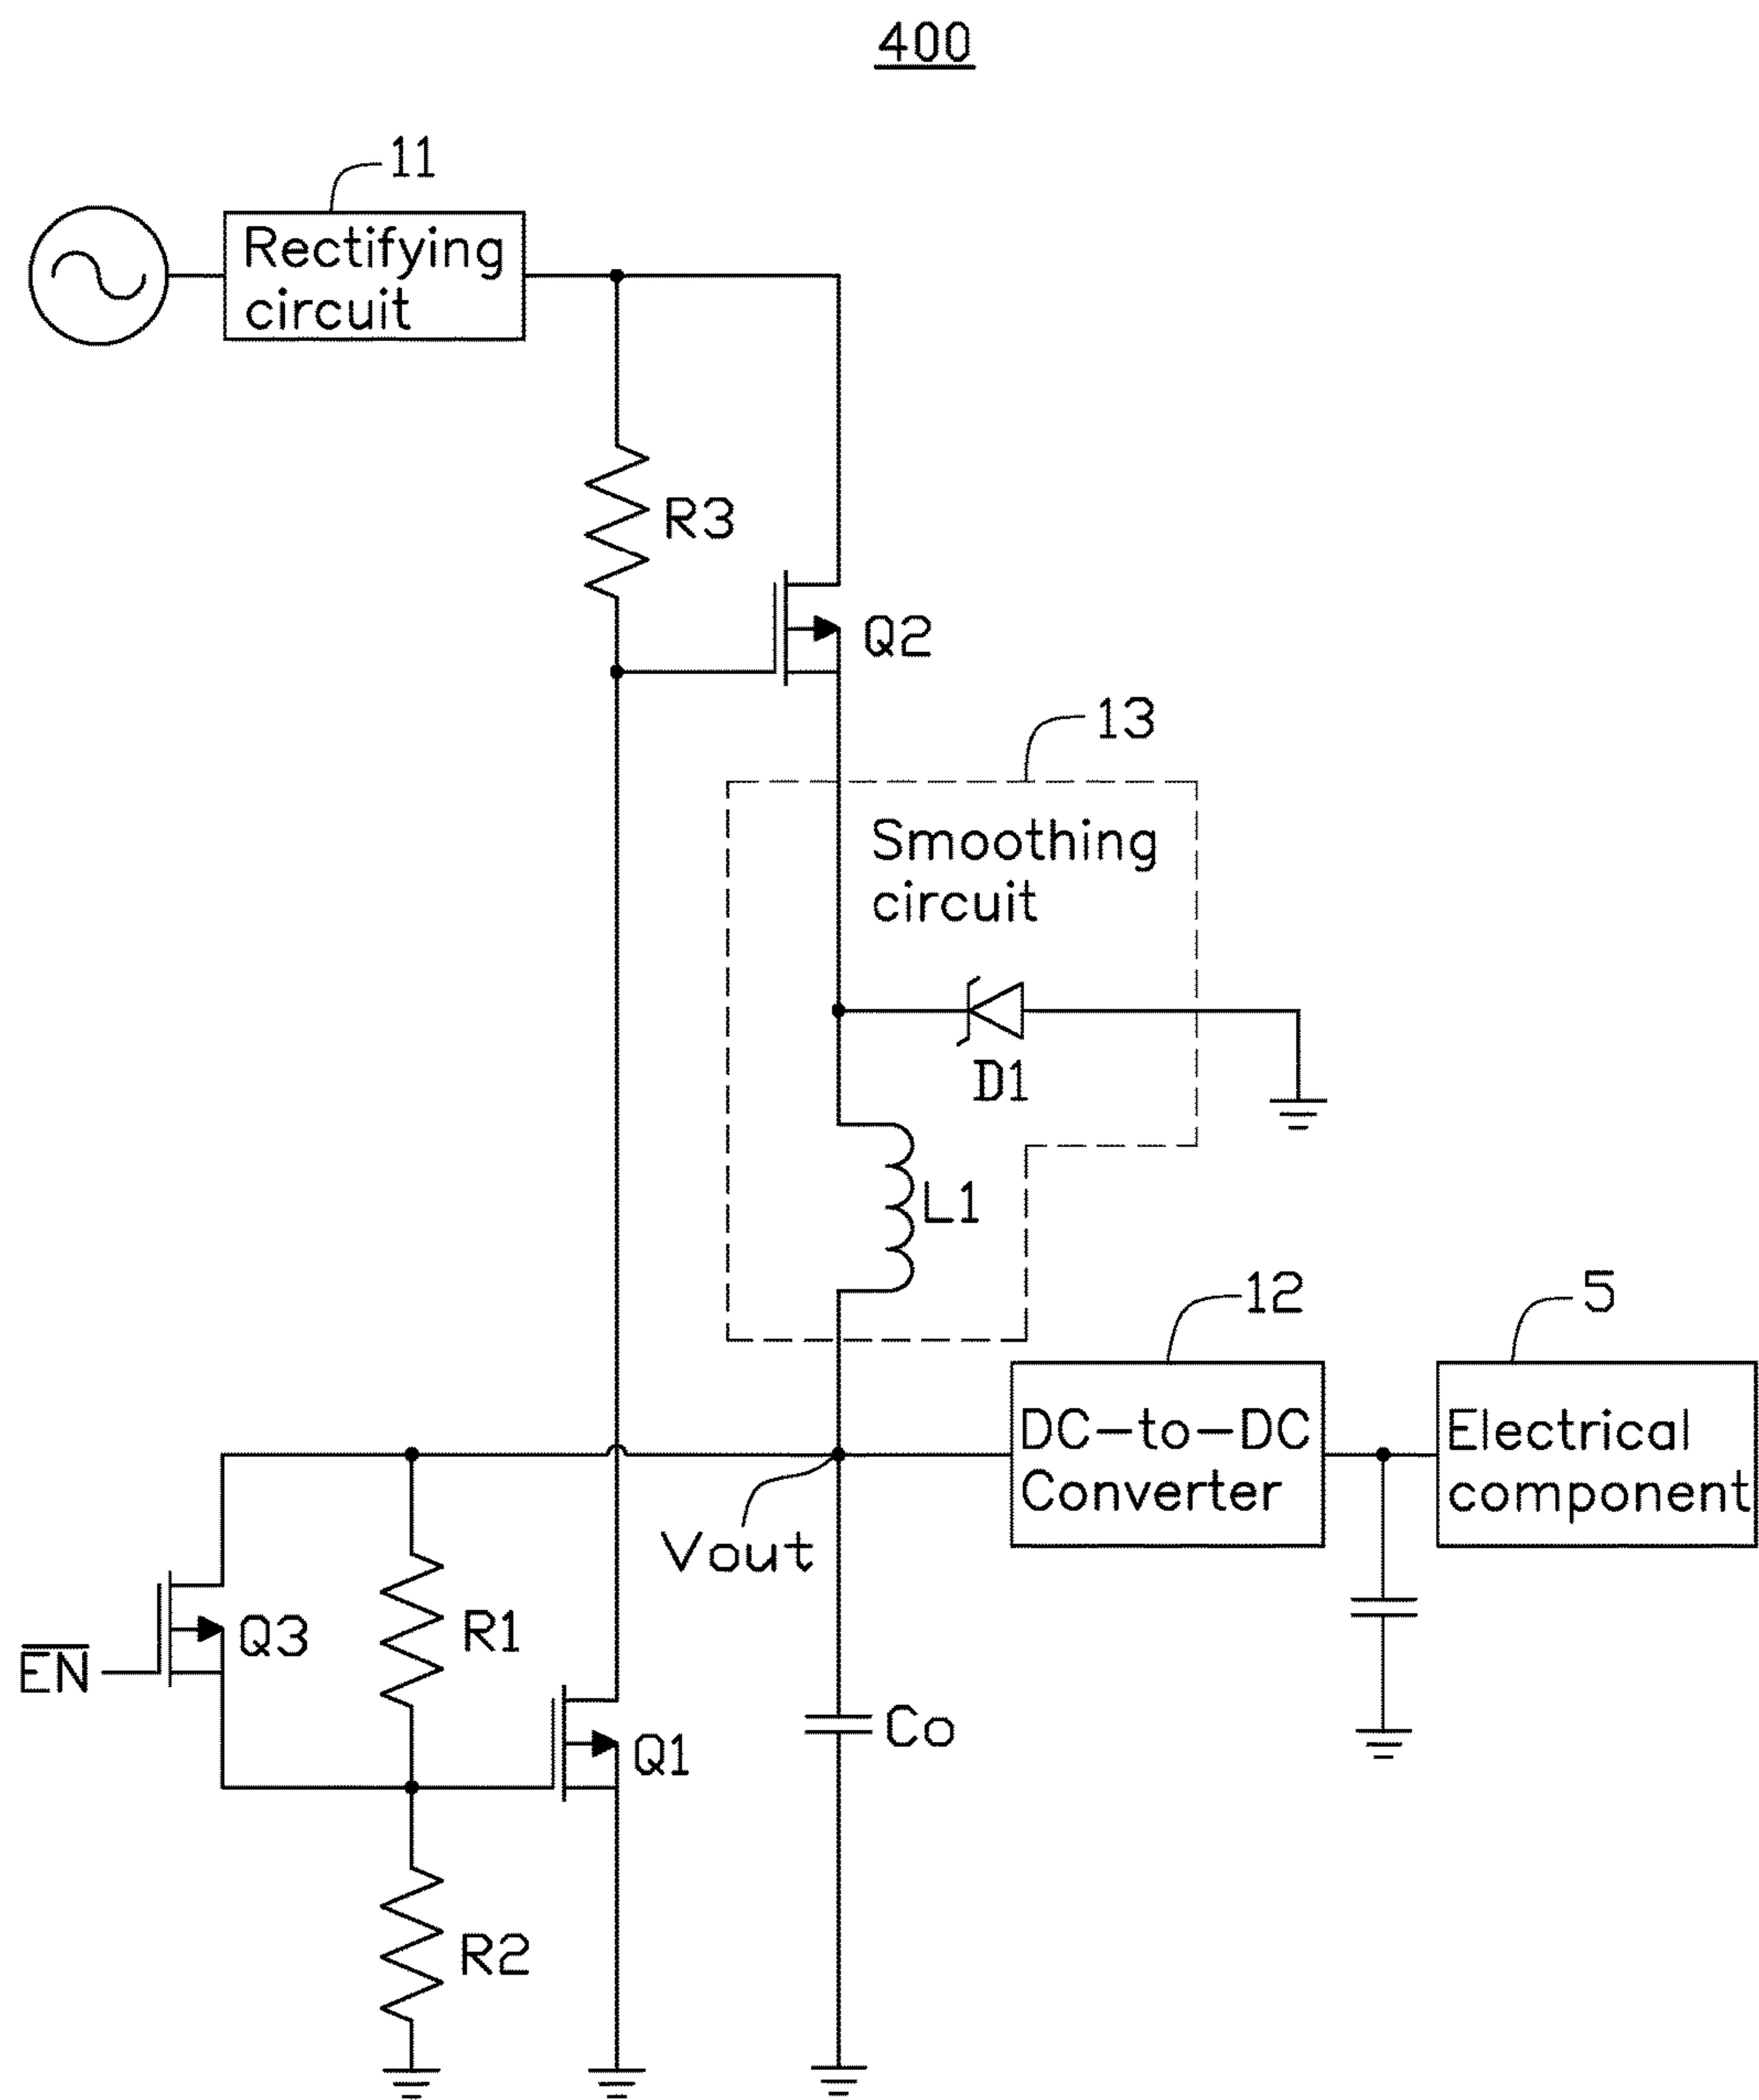 400
11
Rectifying
circuit
R3
Q2
13
Smoothing
circuit
D1
L1
12
5
DC-to-DC
Converter
Electrical
component
Vout
Q3
R1
E̅N̅
Q1
Co
R2